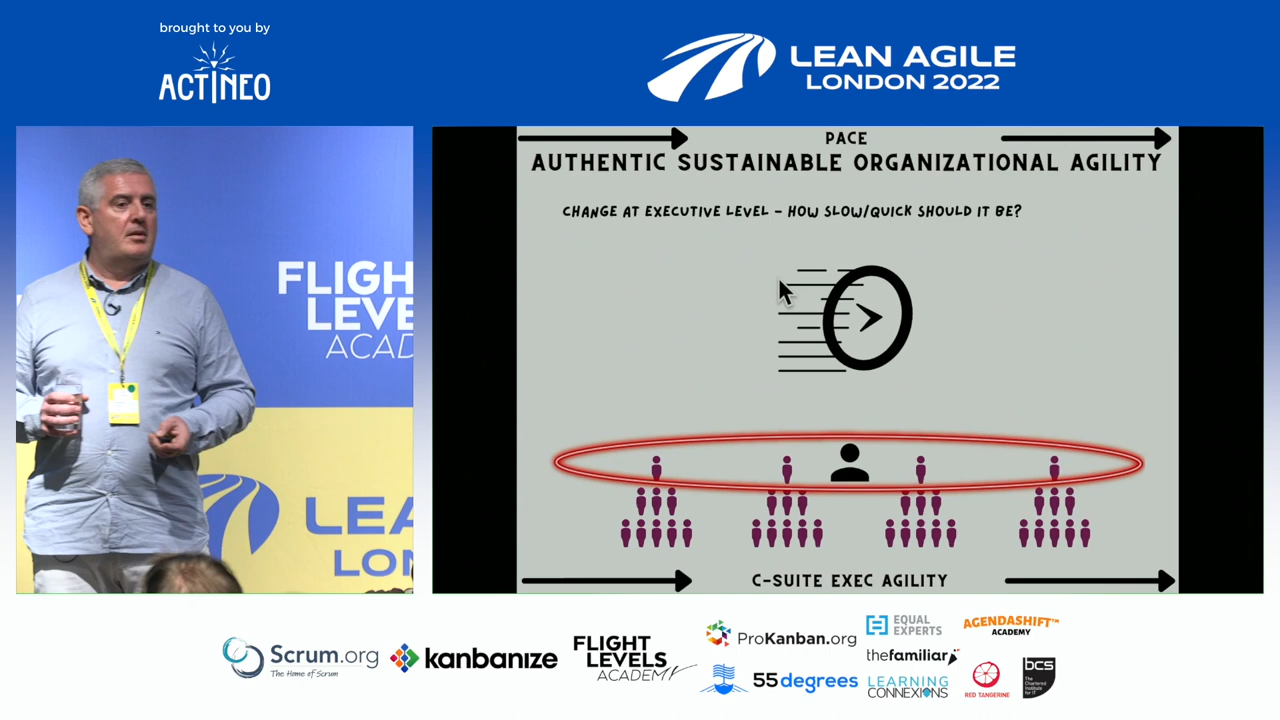 brought to you by
ACTINEO
LEAN AGILE
LONDON 2022
FLIGH
LEVE
ACAD
LEA
LON
PACE
AUTHENTIC SUSTAINABLE ORGANIZATIONAL AGILITY
CHANGE AT EXECUTIVE LEVEL - HOW SLOW/QUICK SHOULD IT BE?
C-SUITE EXEC AGILITY
Scrum.org
The Home of Scrum
kanbanize
FLIGHT
LEVELS
ACADEMY
ProKanban.org
55degrees
EQUAL
EXPERTS
thefamiliar
LEARNING
CONNEXIONS
AGENDASHIFT™
ACADEMY
RED TANGERINE
bcs
The
Chartered
Institute
for IT